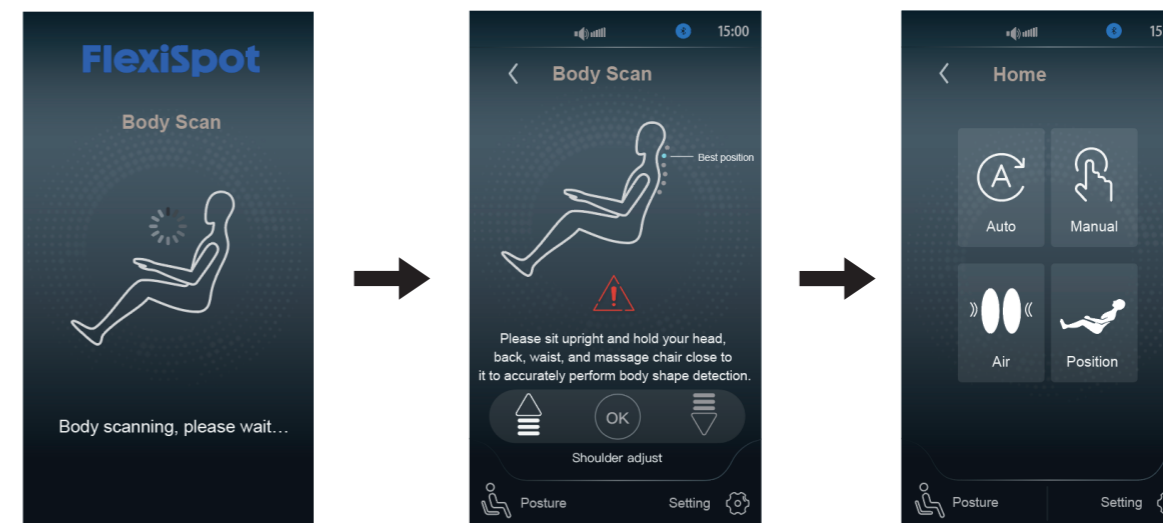 FlexiSpot
Body Scan
Body scanning, please wait...
15:00
Body Scan
Best position
Please sit upright and hold your head,
back, waist, and massage chair close to
it to accurately perform body shape detection.
OK
Shoulder adjust
Posture
Setting
15
Home
A
Auto
Manual
Air
Position
Posture
Setting